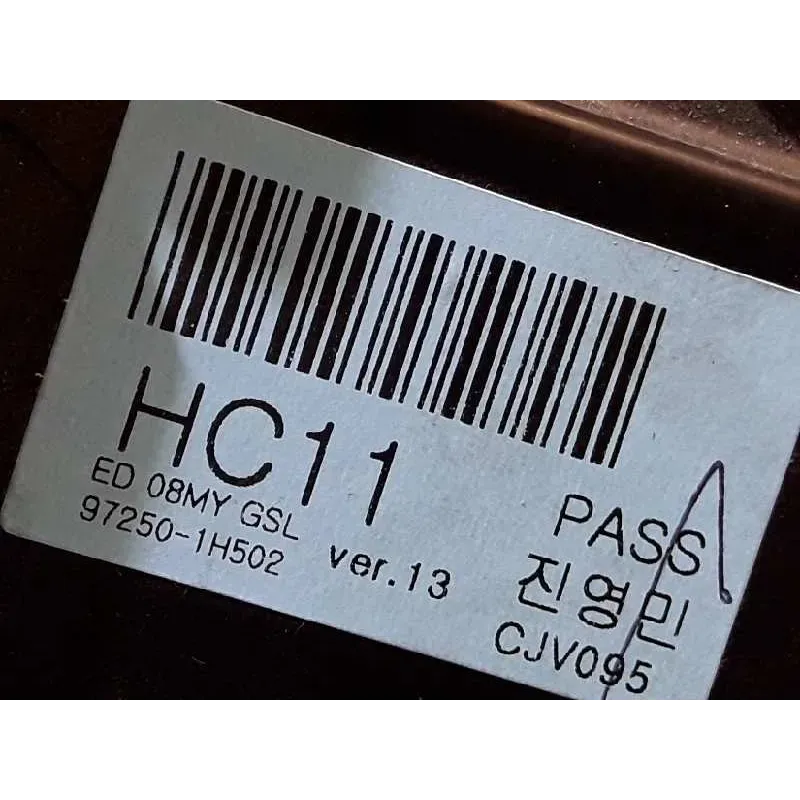 HC11
ED 08MY GSL
97250-1H502
ver.13
PASS
진영민
CJV095